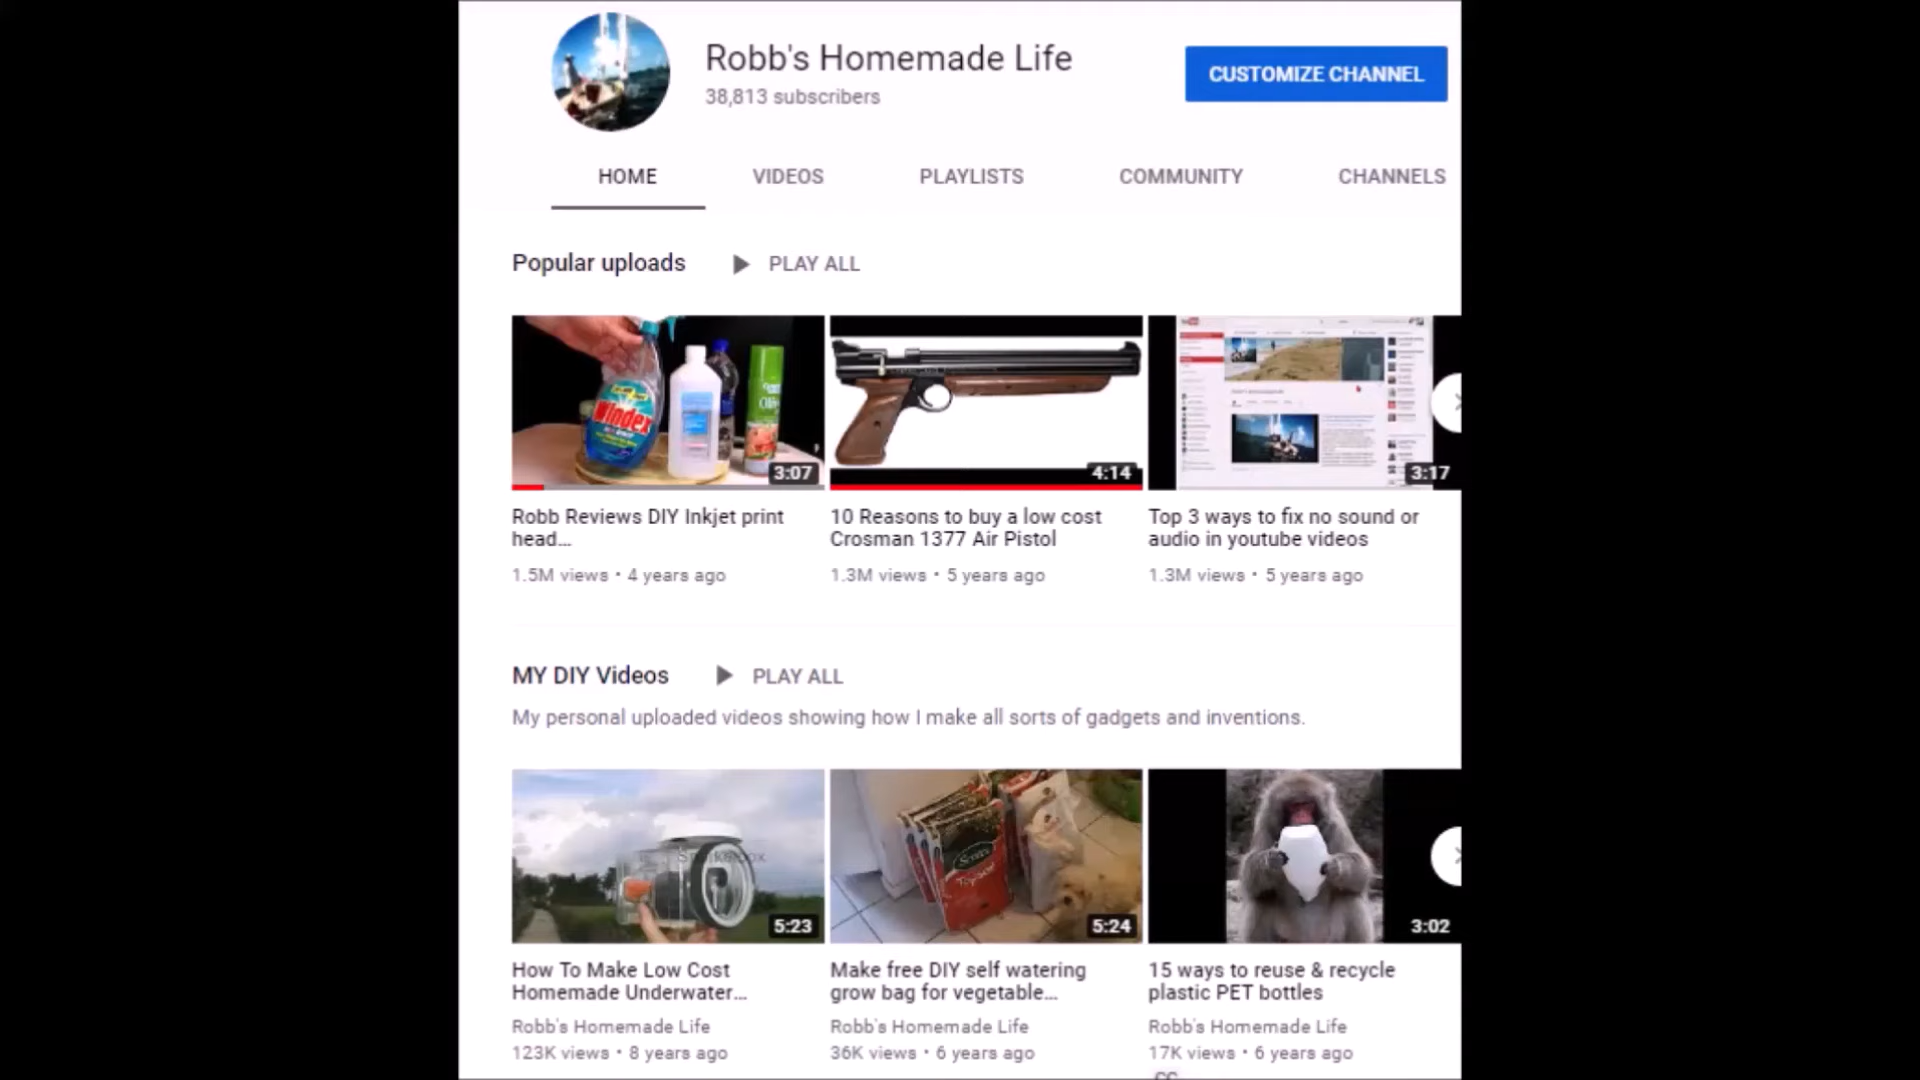 Robb's Homemade Life
38,813 subscribers
CUSTOMIZE CHANNEL
HOME
VIDEOS
PLAYLISTS
COMMUNITY
CHANNELS
Popular uploads
PLAY ALL
Windex
3:07
4:14
3:17
Robb Reviews DIY Inkjet print
head...
1.5M views • 4 years ago
10 Reasons to buy a low cost
Crosman 1377 Air Pistol
1.3M views • 5 years ago
Top 3 ways to fix no sound or
audio in youtube videos
1.3M views • 5 years ago
MY DIY Videos
PLAY ALL
My personal uploaded videos showing how I make all sorts of gadgets and inventions.
5:23
5:24
3:02
How To Make Low Cost
Homemade Underwater...
Robb's Homemade Life
123K views • 8 years ago
Make free DIY self watering
grow bag for vegetable...
Robb's Homemade Life
36K views • 6 years ago
15 ways to reuse & recycle
plastic PET bottles
Robb's Homemade Life
17K views • 6 years ago